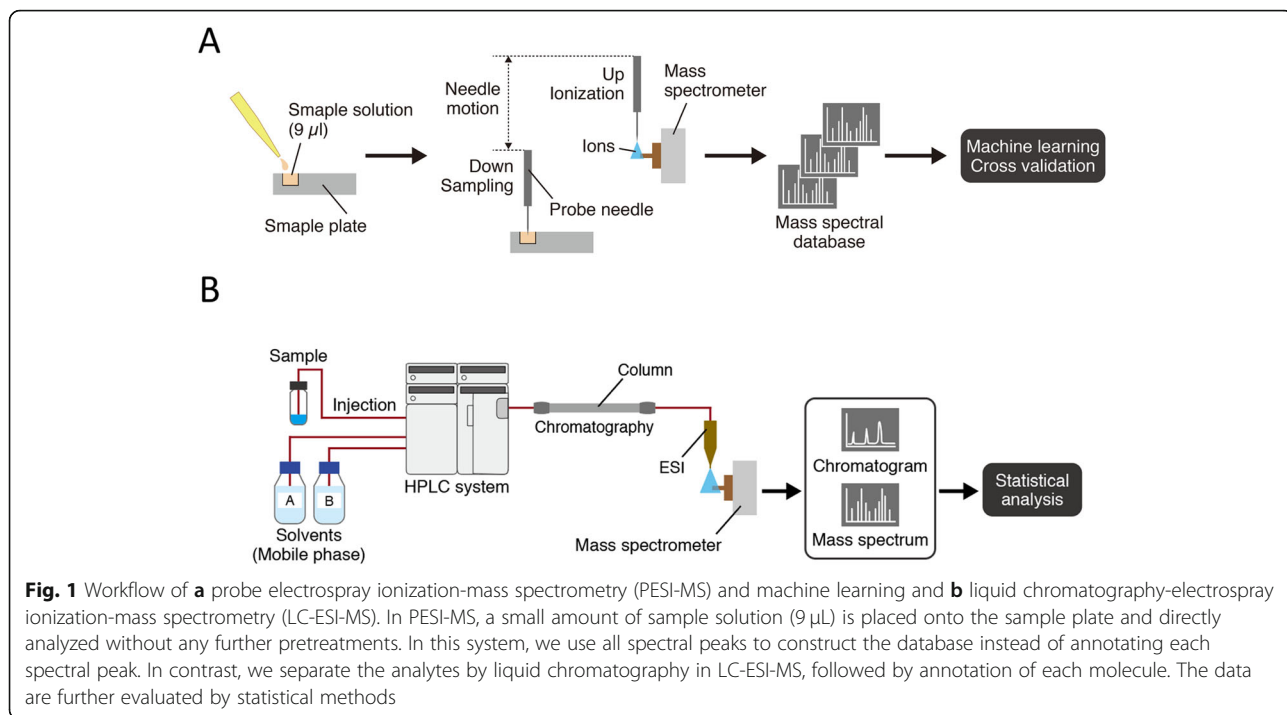 A
Smaple solution
(9 µl)
Smaple plate
Needle
motion
Up
Ionization
Mass
spectrometer
Ions
Down
Sampling
Probe needle
Mass spectral
database
Machine learning
Cross validation
B
Sample
Injection
A
B
Solvents
(Mobile phase)
HPLC system
Column
Chromatography
ESI
Mass spectrometer
Chromatogram
Mass spectrum
Statistical
analysis
Fig. 1 Workflow of a probe electrospray ionization-mass spectrometry (PESI-MS) and machine learning and b liquid chromatography-electrospray
ionization-mass spectrometry (LC-ESI-MS). In PESI-MS, a small amount of sample solution (9 µL) is placed onto the sample plate and directly
analyzed without any further pretreatments. In this system, we use all spectral peaks to construct the database instead of annotating each
spectral peak. In contrast, we separate the analytes by liquid chromatography in LC-ESI-MS, followed by annotation of each molecule. The data
are further evaluated by statistical methods